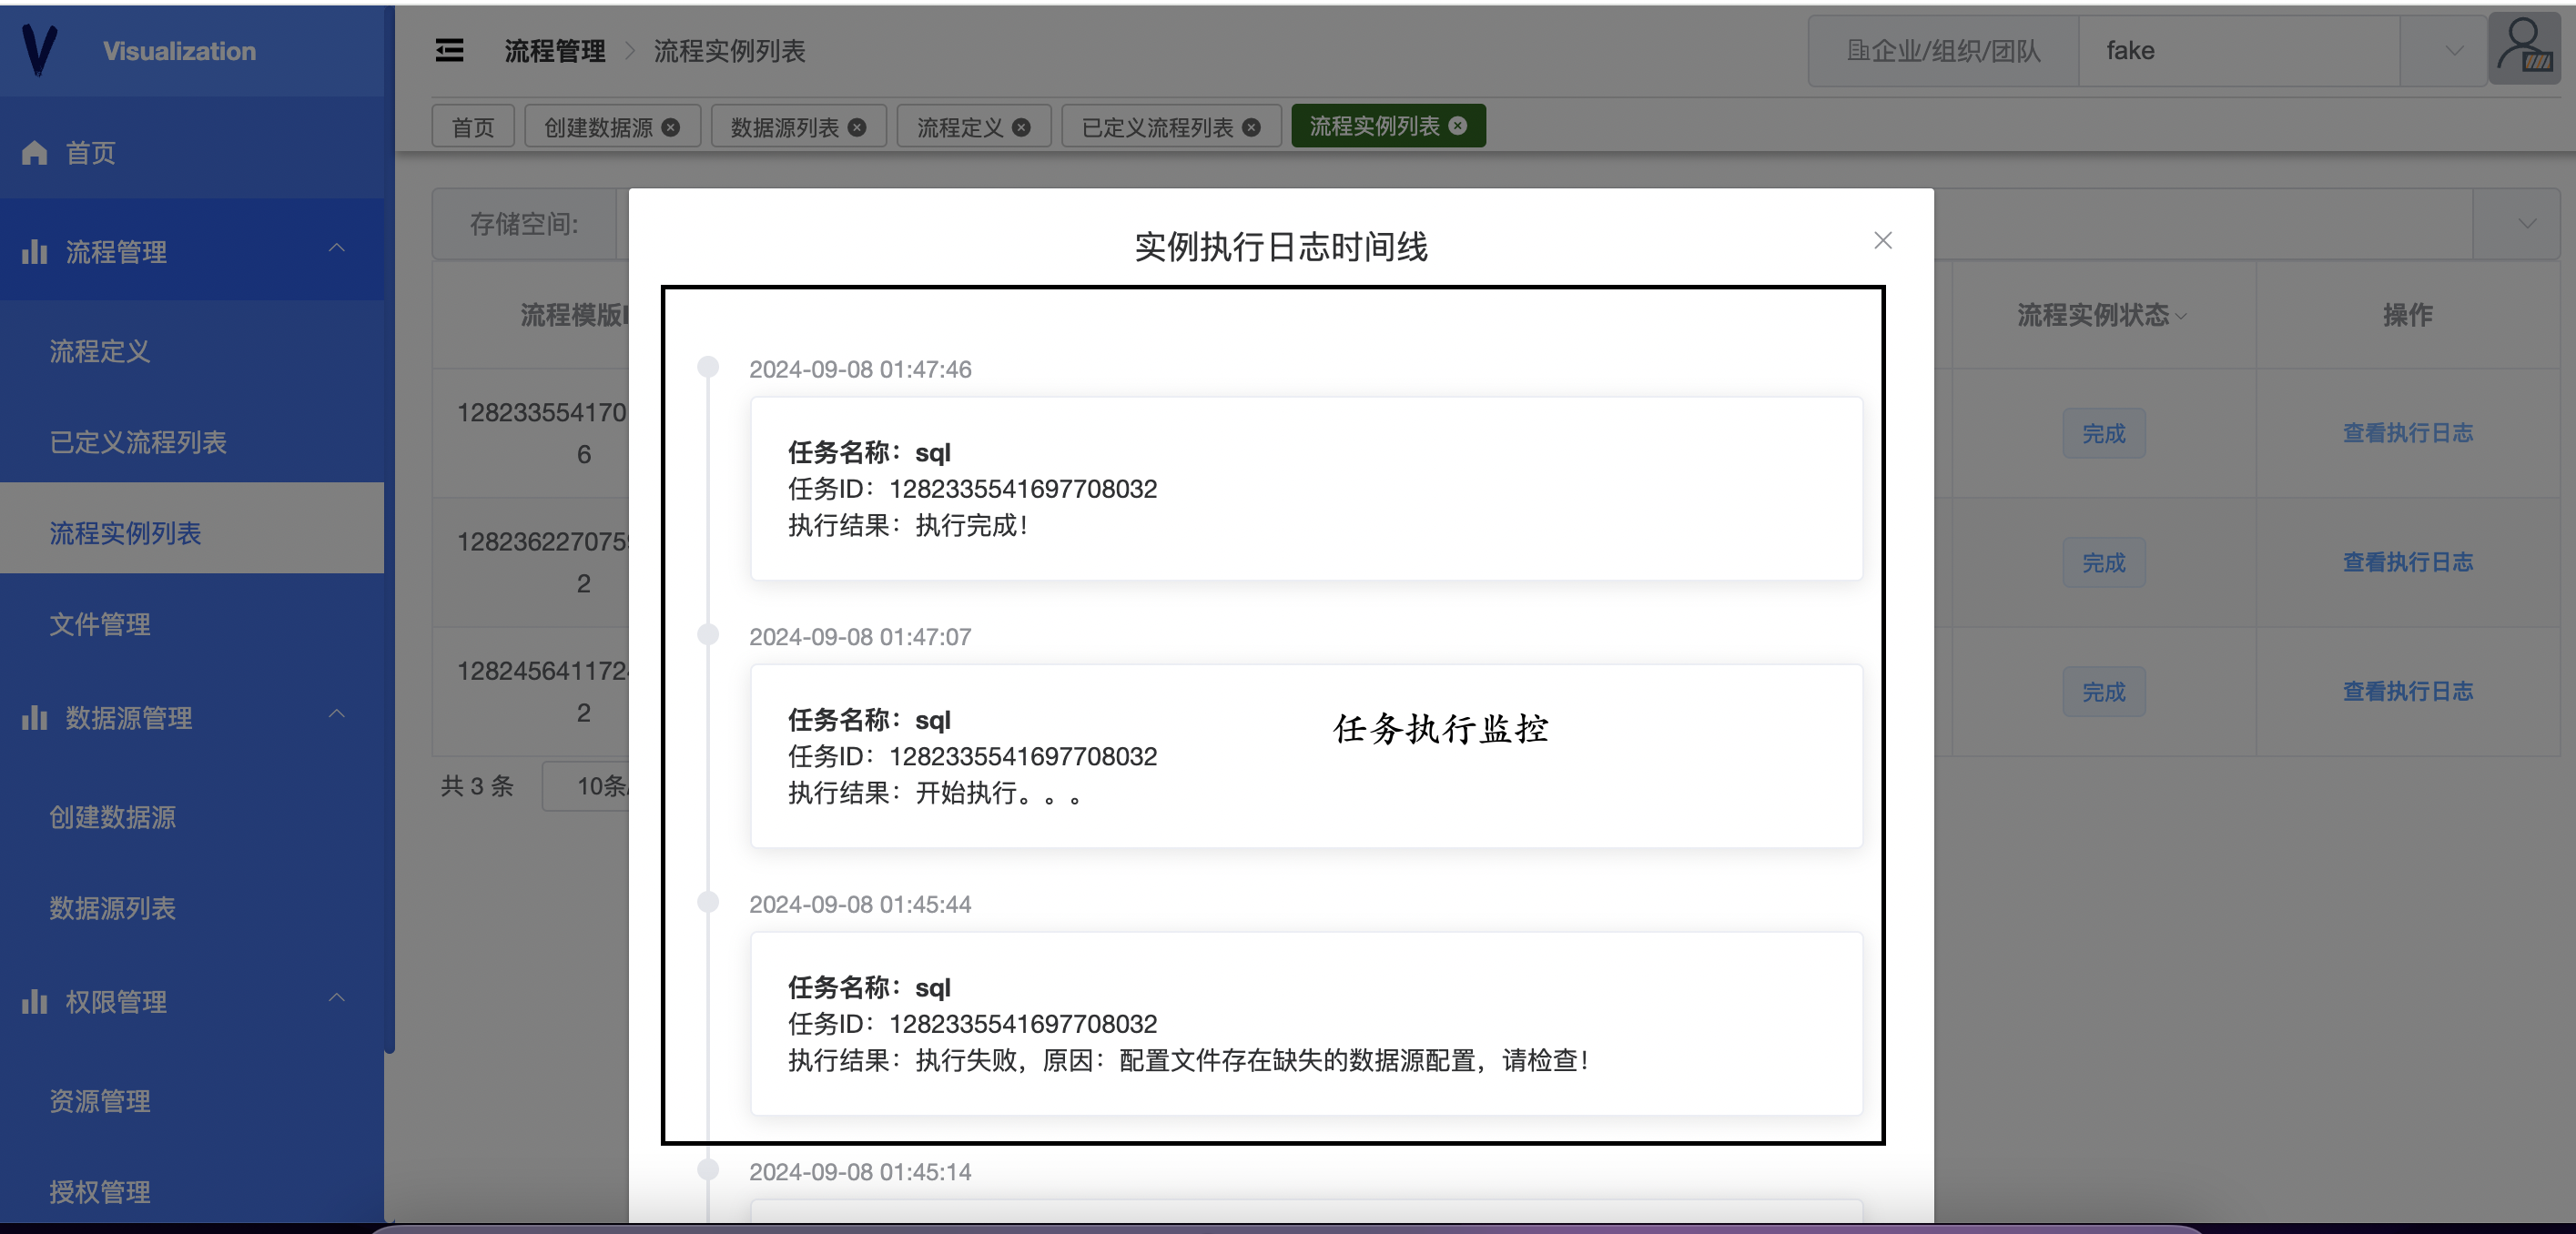 Visualization
首页
流程管理
流程定义
已定义流程列表
流程实例列表
文件管理
数据源管理
创建数据源
数据源列表
权限管理
资源管理
授权管理
流程管理 流程实例列表
企业/组织/团队 fake
首页 创建数据源 数据源列表 流程定义 已定义流程列表 流程实例列表
存储空间:
流程模版 流程实例状态 操作
128233554170
6
完成 查看执行日志
12823622707
2
完成 查看执行日志
128245641172
2
完成 查看执行日志
共 3 条 10条
实例执行日志时间线
2024-09-08 01:47:46
任务名称：sql
任务ID：1282335541697708032
执行结果：执行完成！
2024-09-08 01:47:07
任务名称：sql
任务ID：1282335541697708032
执行结果：开始执行。。。
任务执行监控
2024-09-08 01:45:44
任务名称：sql
任务ID：1282335541697708032
执行结果：执行失败，原因：配置文件存在缺失的数据源配置，请检查！
2024-09-08 01:45:14